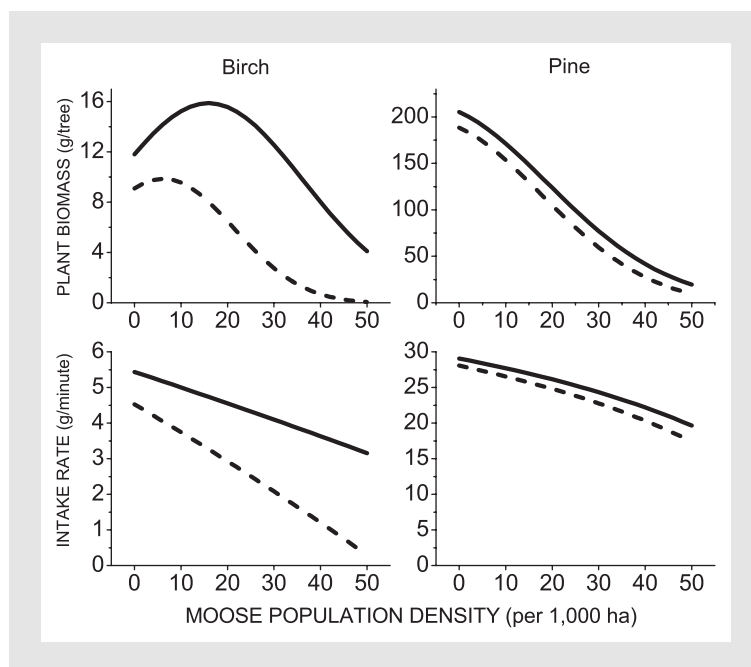 Birch
Pine
PLANT BIOMASS (g/tree)
16
12
8
4
0
0 10 20 30 40 50
200
150
100
50
0
0 10 20 30 40 50
INTAKE RATE (g/minute)
6
5
4
3
2
1
0
0 10 20 30 40 50
30
25
20
15
10
5
0
0 10 20 30 40 50
MOOSE POPULATION DENSITY (per 1,000 ha)